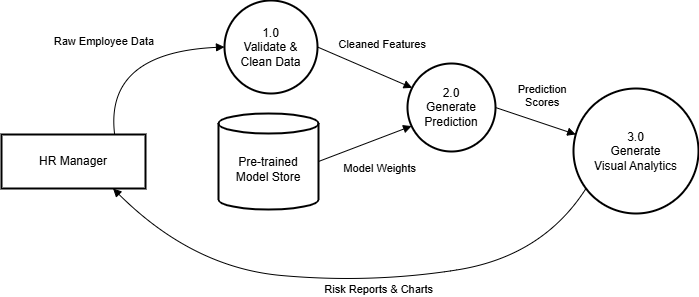 1.0
Validate &
Clean Data
Raw Employee Data
Cleaned Features
2.0
Generate
Prediction
Prediction
Scores
3.0
Generate
Visual Analytics
HR Manager
Pre-trained
Model Store
Model Weights
Risk Reports & Charts